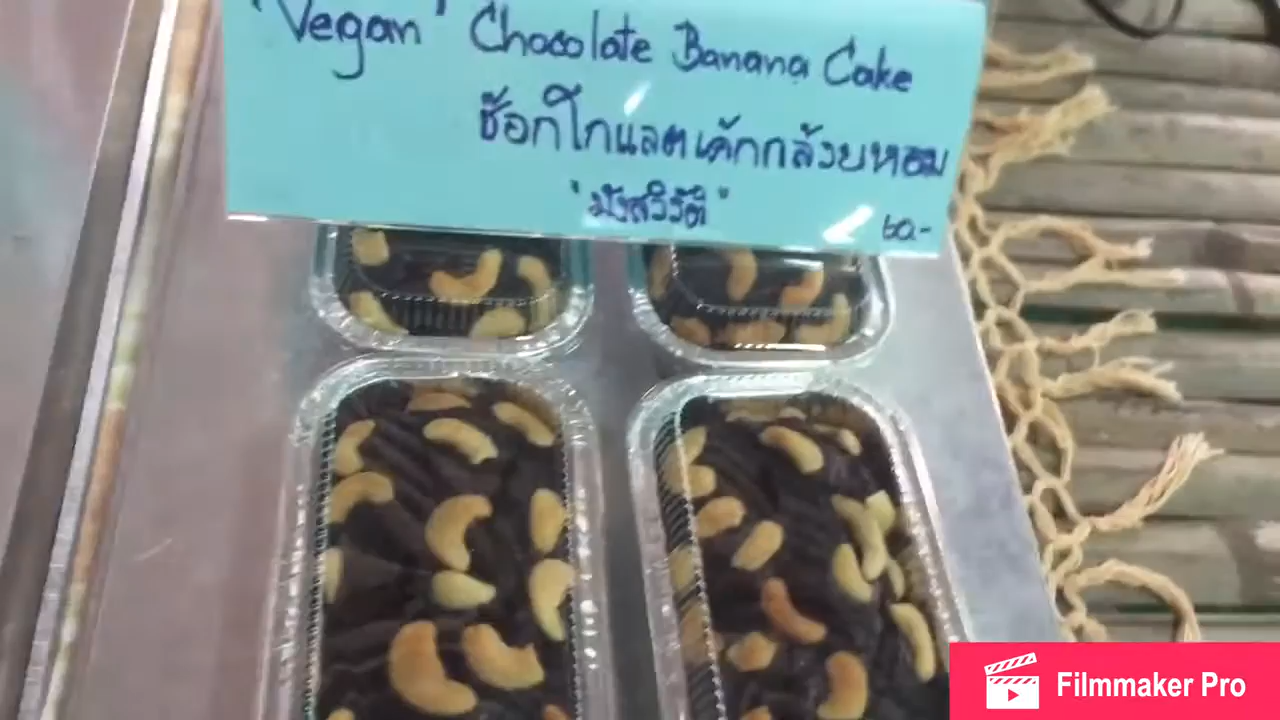 "Vegan" Chocolate Banana Cake
ช๊อกโกแลตเค้กกล้วยหอม
"มังสวิรัติ"
60.-
Filmmaker Pro